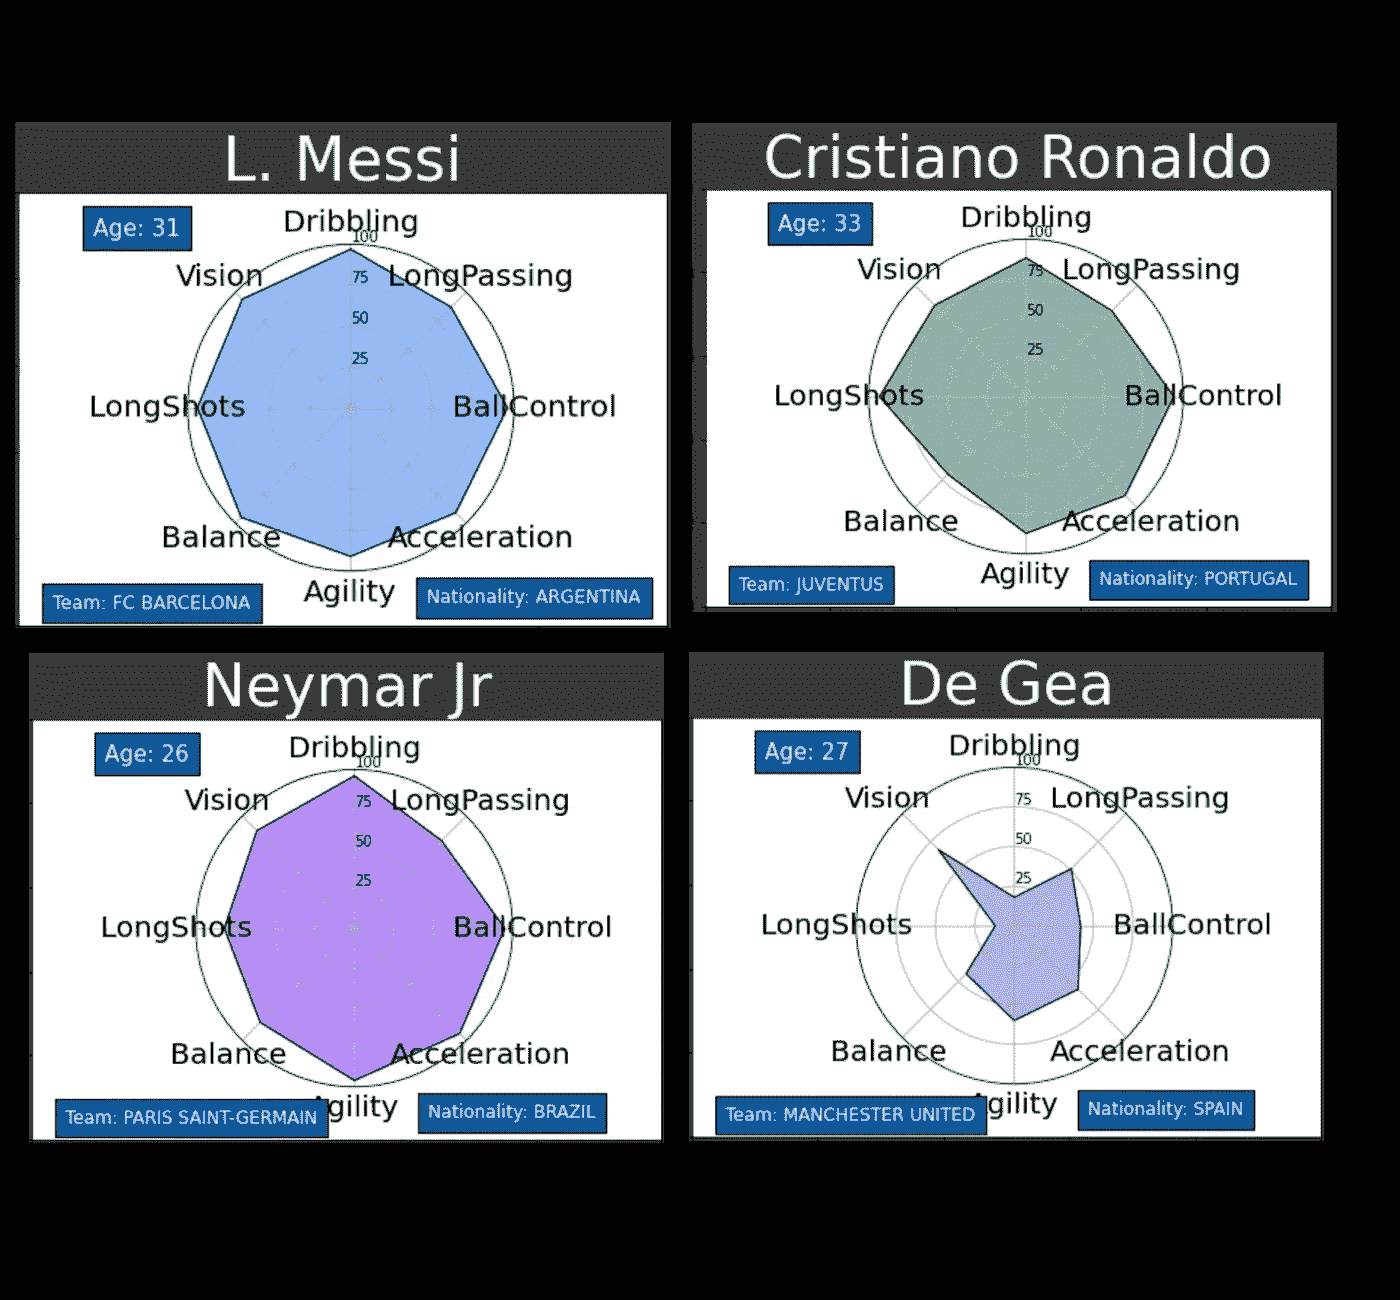 L. Messi
Age: 31
Dribbling
100
Vision
LongPassing
75
50
25
LongShots
BallControl
Balance
Acceleration
Agility
Team: FC BARCELONA
Nationality: ARGENTINA
Cristiano Ronaldo
Age: 33
Dribbling
100
Vision
LongPassing
75
50
25
LongShots
BallControl
Balance
Acceleration
Agility
Team: JUVENTUS
Nationality: PORTUGAL
Neymar Jr
Age: 26
Dribbling
100
Vision
LongPassing
75
50
25
LongShots
BallControl
Balance
Acceleration
gility
Team: PARIS SAINT-GERMAIN
Nationality: BRAZIL
De Gea
Age: 27
Dribbling
100
Vision
LongPassing
75
50
25
LongShots
BallControl
Balance
Acceleration
gility
Team: MANCHESTER UNITED
Nationality: SPAIN